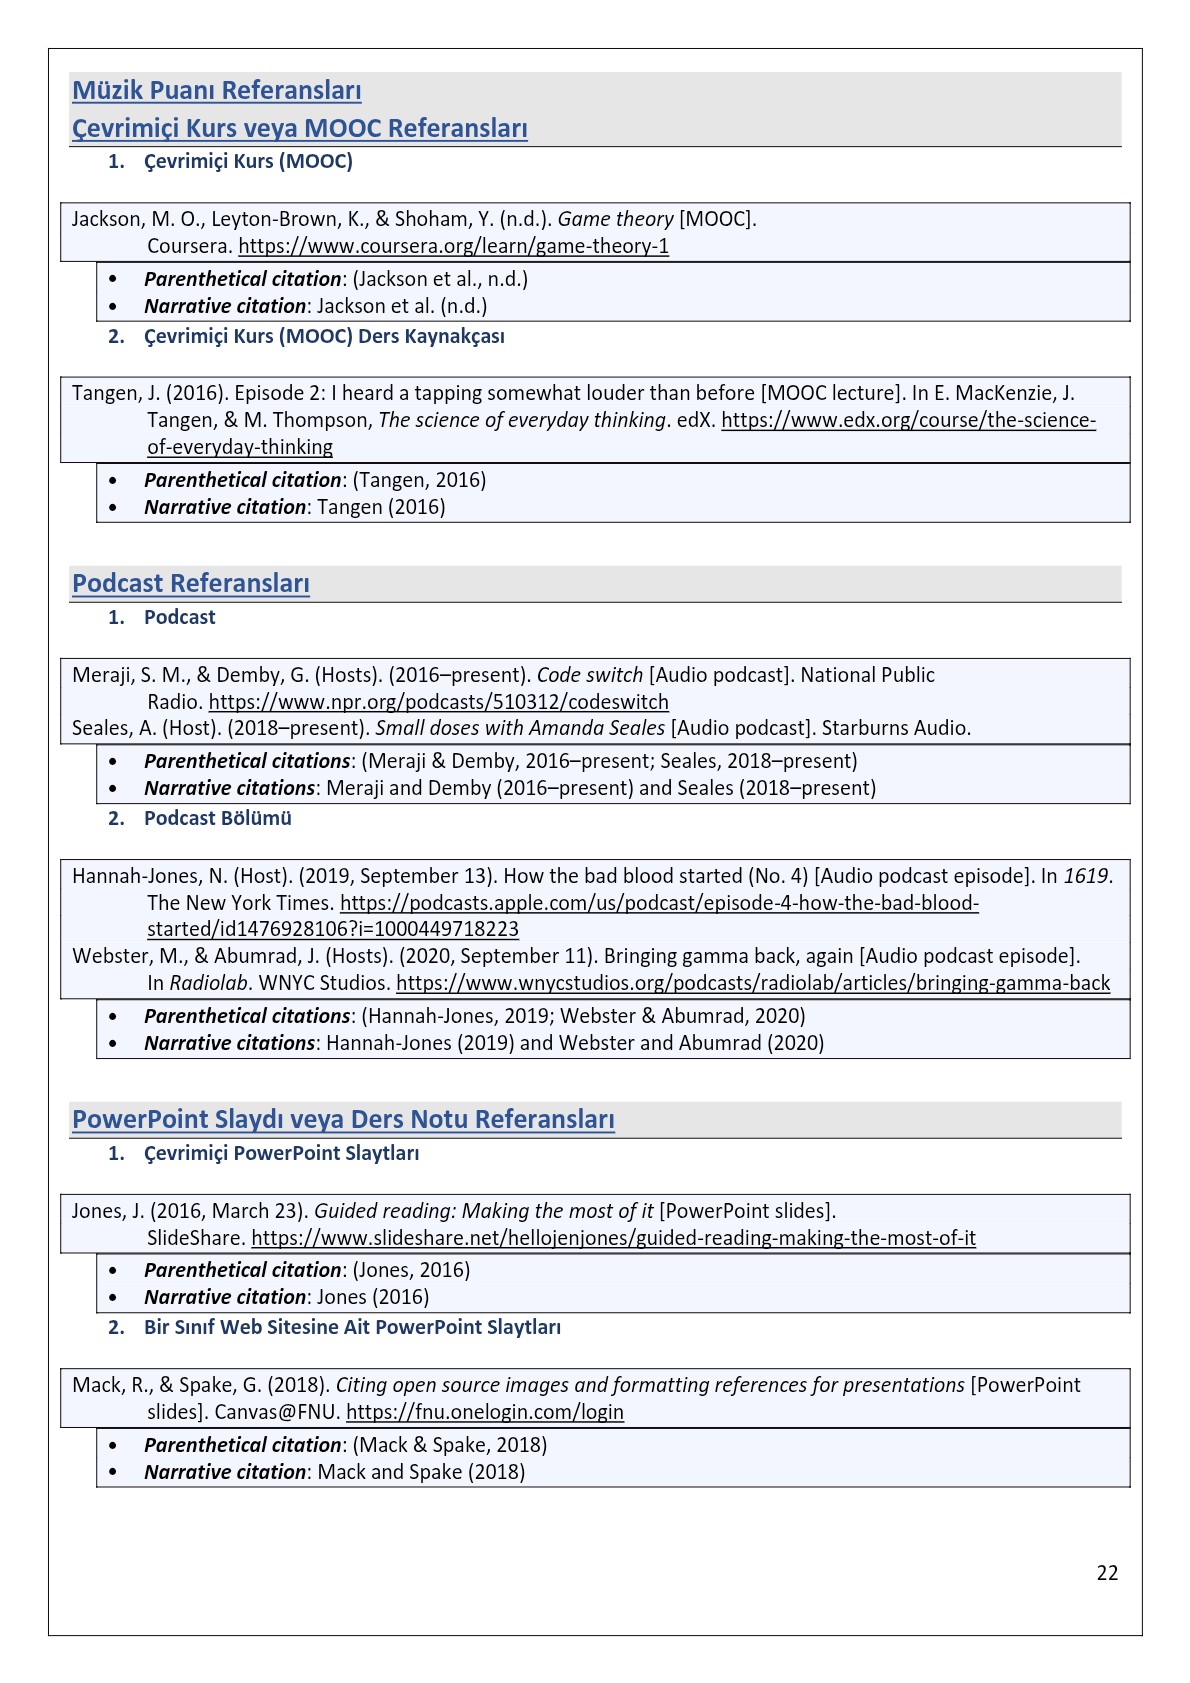 Müzik Puanı Referansları
Çevrimiçi Kurs veya MOOC Referansları
1. Çevrimiçi Kurs (MOOC)
Jackson, M. O., Leyton-Brown, K., & Shoham, Y. (n.d.). Game theory [MOOC].
Coursera. https://www.coursera.org/learn/game-theory-1
• Parenthetical citation: (Jackson et al., n.d.)
• Narrative citation: Jackson et al. (n.d.)
2. Çevrimiçi Kurs (MOOC) Ders Kaynakçası
Tangen, J. (2016). Episode 2: I heard a tapping somewhat louder than before [MOOC lecture]. In E. MacKenzie, J.
Tangen, & M. Thompson, The science of everyday thinking. edX. https://www.edx.org/course/the-science-
of-everyday-thinking
• Parenthetical citation: (Tangen, 2016)
• Narrative citation: Tangen (2016)
Podcast Referansları
1. Podcast
Meraji, S. M., & Demby, G. (Hosts). (2016–present). Code switch [Audio podcast]. National Public
Radio. https://www.npr.org/podcasts/510312/codeswitch
Seales, A. (Host). (2018–present). Small doses with Amanda Seales [Audio podcast]. Starburns Audio.
• Parenthetical citations: (Meraji & Demby, 2016–present; Seales, 2018–present)
• Narrative citations: Meraji and Demby (2016–present) and Seales (2018–present)
2. Podcast Bölümü
Hannah-Jones, N. (Host). (2019, September 13). How the bad blood started (No. 4) [Audio podcast episode]. In 1619.
The New York Times. https://podcasts.apple.com/us/podcast/episode-4-how-the-bad-blood-
started/id1476928106?i=1000449718223
Webster, M., & Abumrad, J. (Hosts). (2020, September 11). Bringing gamma back, again [Audio podcast episode].
In Radiolab. WNYC Studios. https://www.wnycstudios.org/podcasts/radiolab/articles/bringing-gamma-back
• Parenthetical citations: (Hannah-Jones, 2019; Webster & Abumrad, 2020)
• Narrative citations: Hannah-Jones (2019) and Webster and Abumrad (2020)
PowerPoint Slaydı veya Ders Notu Referansları
1. Çevrimiçi PowerPoint Slaytları
Jones, J. (2016, March 23). Guided reading: Making the most of it [PowerPoint slides].
SlideShare. https://www.slideshare.net/hellojenjones/guided-reading-making-the-most-of-it
• Parenthetical citation: (Jones, 2016)
• Narrative citation: Jones (2016)
2. Bir Sınıf Web Sitesine Ait PowerPoint Slaytları
Mack, R., & Spake, G. (2018). Citing open source images and formatting references for presentations [PowerPoint
slides]. Canvas@FNU. https://fnu.onelogin.com/login
• Parenthetical citation: (Mack & Spake, 2018)
• Narrative citation: Mack and Spake (2018)
22